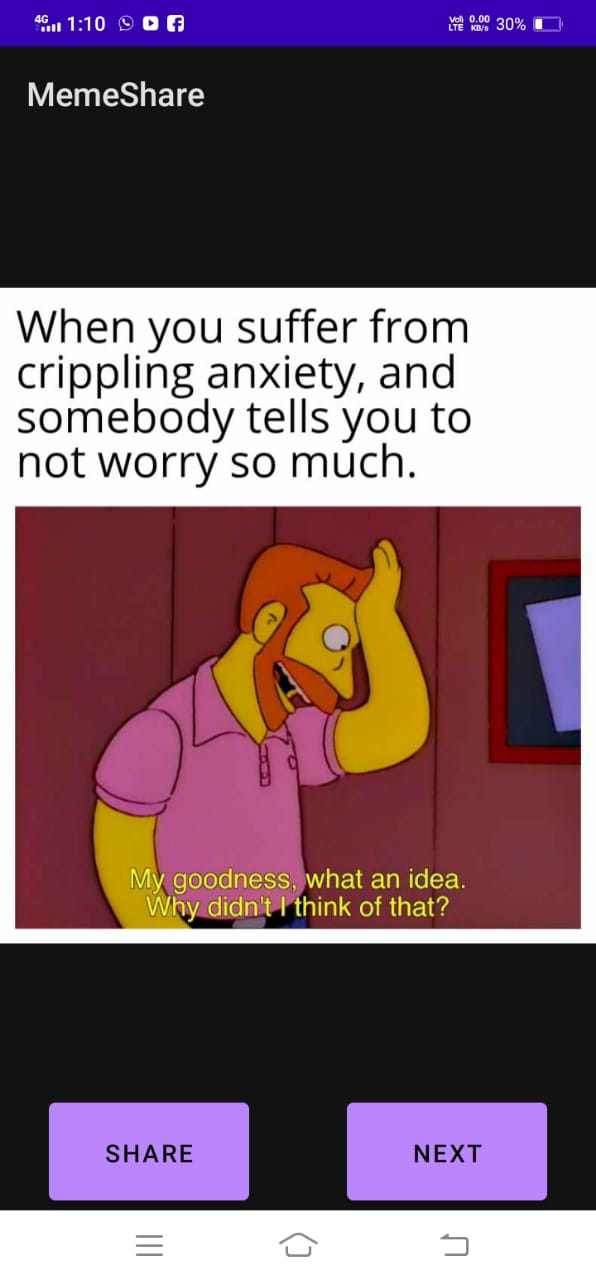 4G 1:10 Vo) LTE 0.00 KB/s 30%
MemeShare
When you suffer from
crippling anxiety, and
somebody tells you to
not worry so much.
My goodness, what an idea.
Why didn't I think of that?
SHARE NEXT